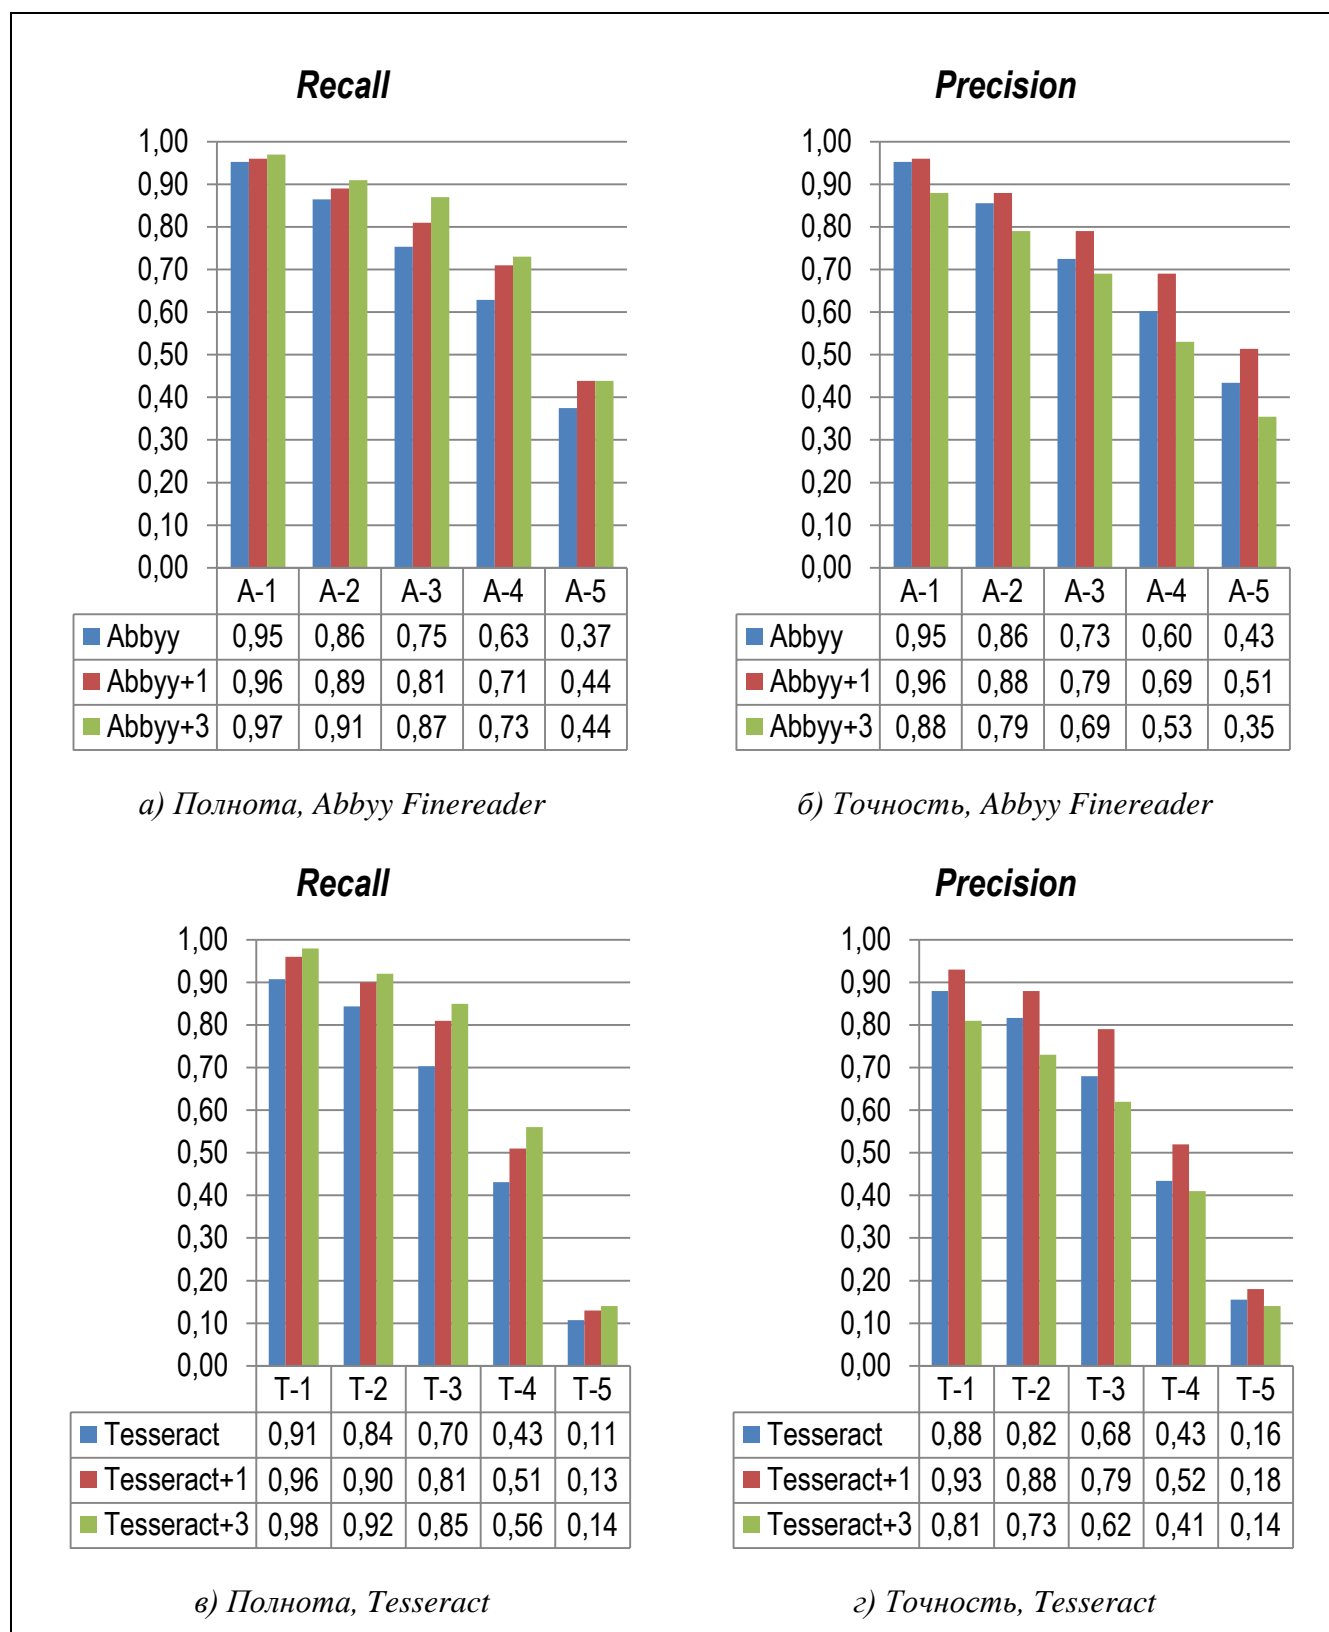 Recall
1,00
0,90
0,80
0,70
0,60
0,50
0,40
0,30
0,20
0,10
0,00
A-1 A-2 A-3 A-4 A-5
Abbyy 0,95 0,86 0,75 0,63 0,37
Abbyy+1 0,96 0,89 0,81 0,71 0,44
Abbyy+3 0,97 0,91 0,87 0,73 0,44
а) Полнота, Abbyy Finereader
Precision
1,00
0,90
0,80
0,70
0,60
0,50
0,40
0,30
0,20
0,10
0,00
A-1 A-2 A-3 A-4 A-5
Abbyy 0,95 0,86 0,73 0,60 0,43
Abbyy+1 0,96 0,88 0,79 0,69 0,51
Abbyy+3 0,88 0,79 0,69 0,53 0,35
б) Точность, Abbyy Finereader
Recall
1,00
0,90
0,80
0,70
0,60
0,50
0,40
0,30
0,20
0,10
0,00
T-1 T-2 T-3 T-4 T-5
Tesseract 0,91 0,84 0,70 0,43 0,11
Tesseract+1 0,96 0,90 0,81 0,51 0,13
Tesseract+3 0,98 0,92 0,85 0,56 0,14
в) Полнота, Tesseract
Precision
1,00
0,90
0,80
0,70
0,60
0,50
0,40
0,30
0,20
0,10
0,00
T-1 T-2 T-3 T-4 T-5
Tesseract 0,88 0,82 0,68 0,43 0,16
Tesseract+1 0,93 0,88 0,79 0,52 0,18
Tesseract+3 0,81 0,73 0,62 0,41 0,14
г) Точность, Tesseract